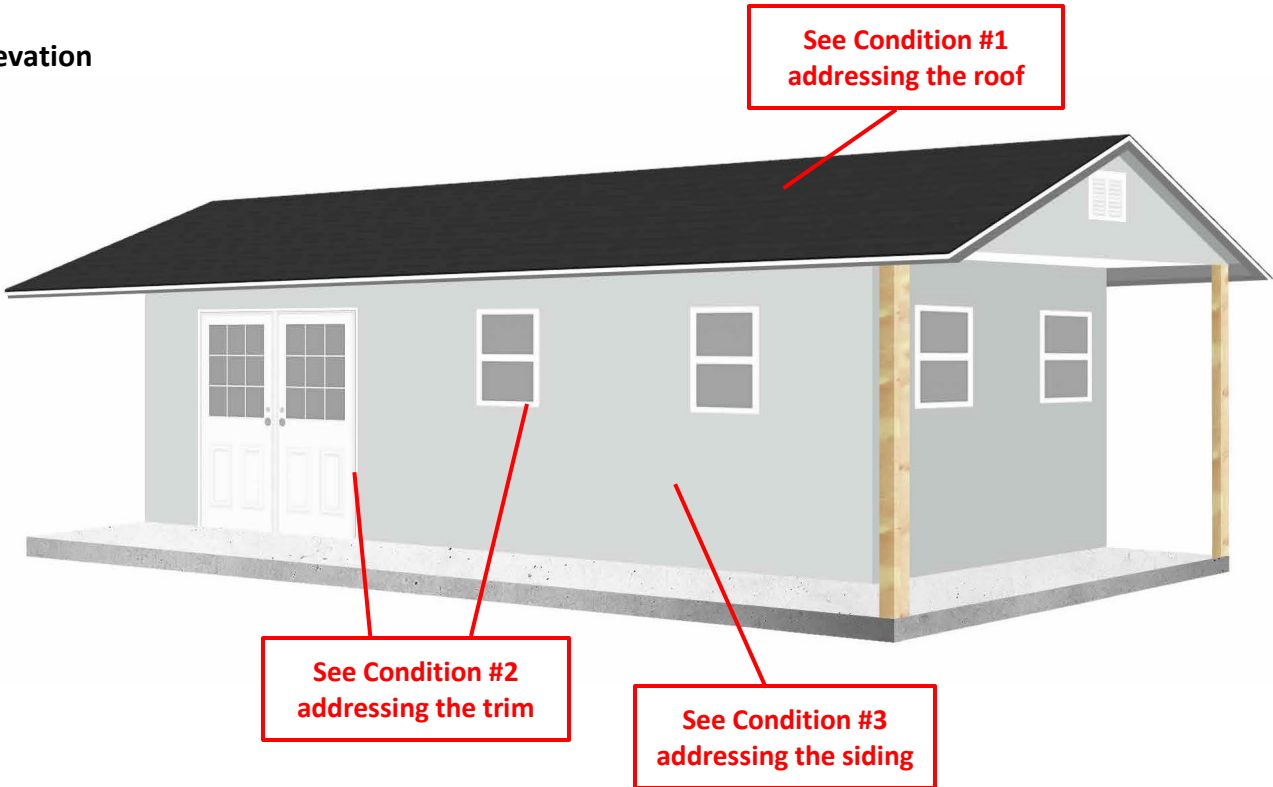 evation
See Condition #1
addressing the roof
See Condition #2
addressing the trim
See Condition #3
addressing the siding